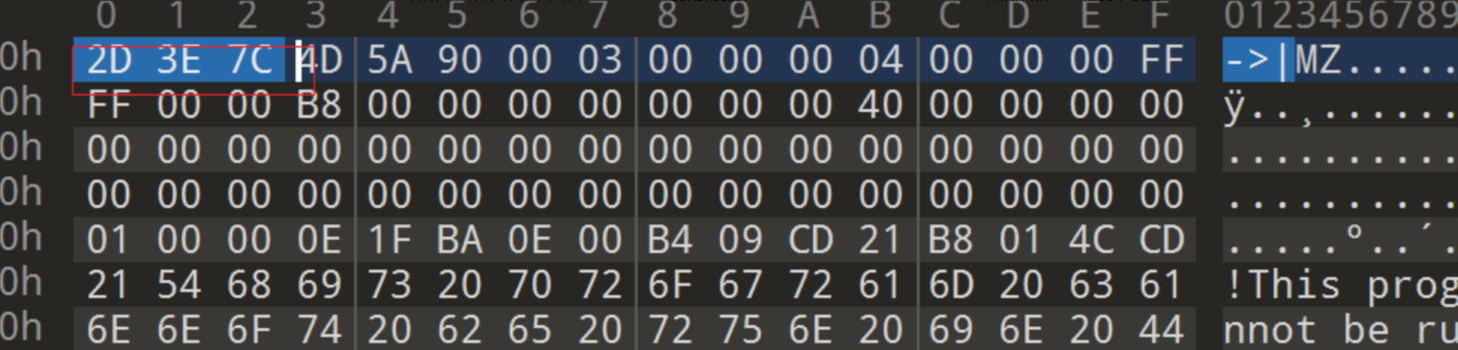 0 1 2 3 4 5 6 7 8 9 A B C D E F 0123456789
0h 2D 3E 7C 4D 5A 90 00 03 00 00 00 04 00 00 00 FF ->|MZ.....
0h FF 00 00 B8 00 00 00 00 00 00 00 40 00 00 00 00 ÿ..¸......
0h 00 00 00 00 00 00 00 00 00 00 00 00 00 00 00 00 ..........
0h 00 00 00 00 00 00 00 00 00 00 00 00 00 00 00 00 ..........
0h 01 00 00 0E 1F BA 0E 00 B4 09 CD 21 B8 01 4C CD .....º..´.
0h 21 54 68 69 73 20 70 72 6F 67 72 61 6D 20 63 61 !This prog
0h 6E 6E 6F 74 20 62 65 20 72 75 6E 20 69 6E 20 44 nnot be ru